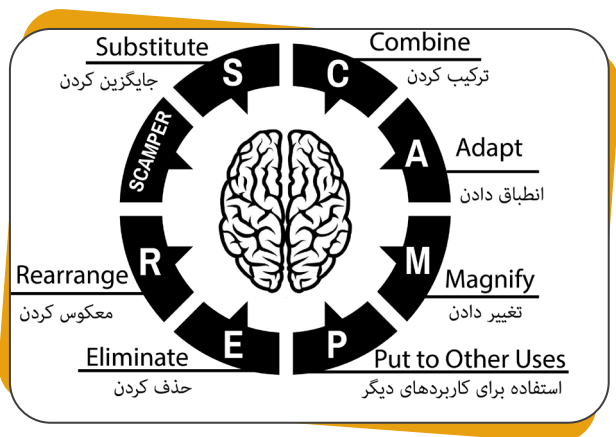 SCAMPER
S
Substitute
جایگزین کردن
C
Combine
ترکیب کردن
A
Adapt
انطباق دادن
M
Magnify
تغییر دادن
P
Put to Other Uses
استفاده برای کاربردهای دیگر
E
Eliminate
حذف کردن
R
Rearrange
معکوس کردن